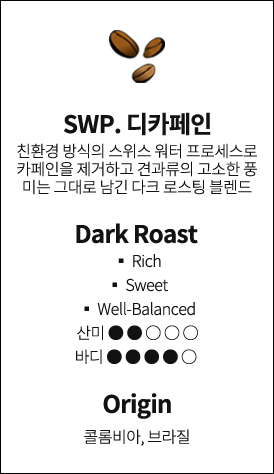 SWP. 디카페인
친환경 방식의 스위스 워터 프로세스로
카페인을 제거하고 견과류의 고소한 풍
미는 그대로 남긴 다크 로스팅 블렌드
Dark Roast
▪ Rich
▪ Sweet
▪ Well-Balanced
산미 ●●○○○
바디 ●●●●○
Origin
콜롬비아, 브라질